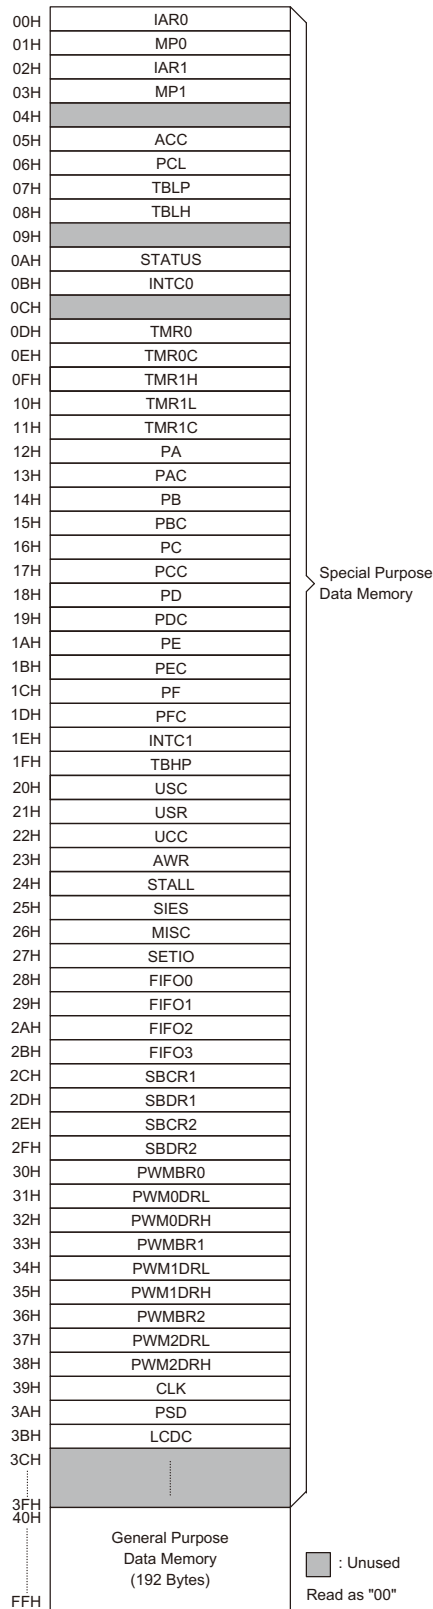 00H IAR0
01H MP0
02H IAR1
03H MP1
04H
05H ACC
06H PCL
07H TBLP
08H TBLH
09H
0AH STATUS
0BH INTC0
0CH
0DH TMR0
0EH TMR0C
0FH TMR1H
10H TMR1L
11H TMR1C
12H PA
13H PAC
14H PB
15H PBC
16H PC
17H PCC
18H PD
19H PDC
1AH PE
1BH PEC
1CH PF
1DH PFC
1EH INTC1
1FH TBHP
20H USC
21H USR
22H UCC
23H AWR
24H STALL
25H SIES
26H MISC
27H SETIO
28H FIFO0
29H FIFO1
2AH FIFO2
2BH FIFO3
2CH SBCR1
2DH SBDR1
2EH SBCR2
2FH SBDR2
30H PWMBR0
31H PWM0DRL
32H PWM0DRH
33H PWMBR1
34H PWM1DRL
35H PWM1DRH
36H PWMBR2
37H PWM2DRL
38H PWM2DRH
39H CLK
3AH PSD
3BH LCDC
3CH
3FH
40H
FFH
General Purpose
Data Memory
(192 Bytes)
Special Purpose
Data Memory
: Unused
Read as "00"